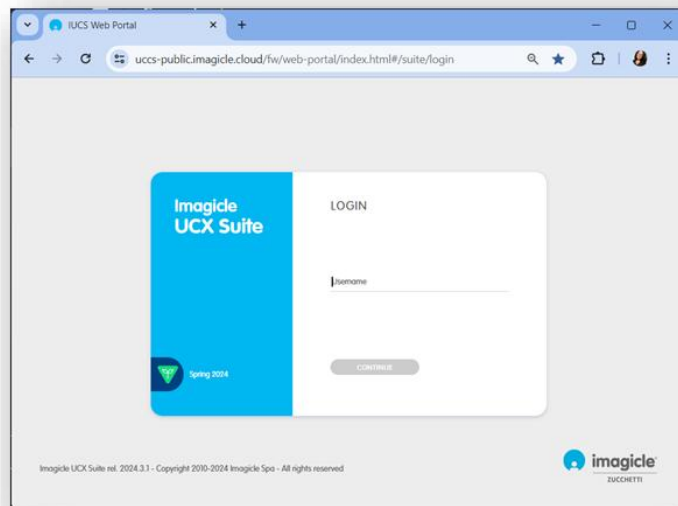 IUCS Web Portal
uccs-public.imagicle.cloud/fw/web-portal/index.html#/suite/login
Imagicle
UCX Suite
LOGIN
Username
Spring 2024
CONTINUE
Imagicle UCX Suite rel. 2024.3.1 - Copyright 2010-2024 Imagicle Spa - All rights reserved
imagicle
ZUCCHETTI